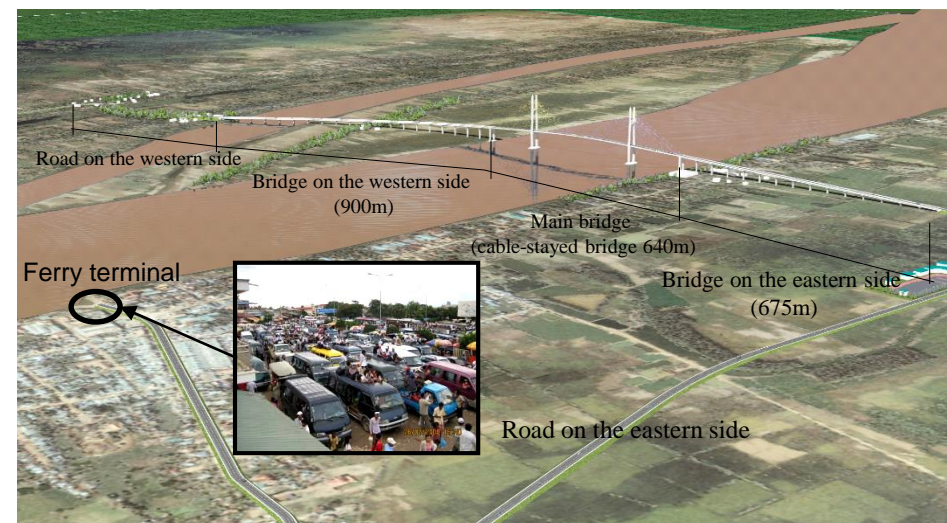 Road on the western side
Bridge on the western side
(900m)
Main bridge
(cable-stayed bridge 640m)
Ferry terminal
Bridge on the eastern side
(675m)
Road on the eastern side